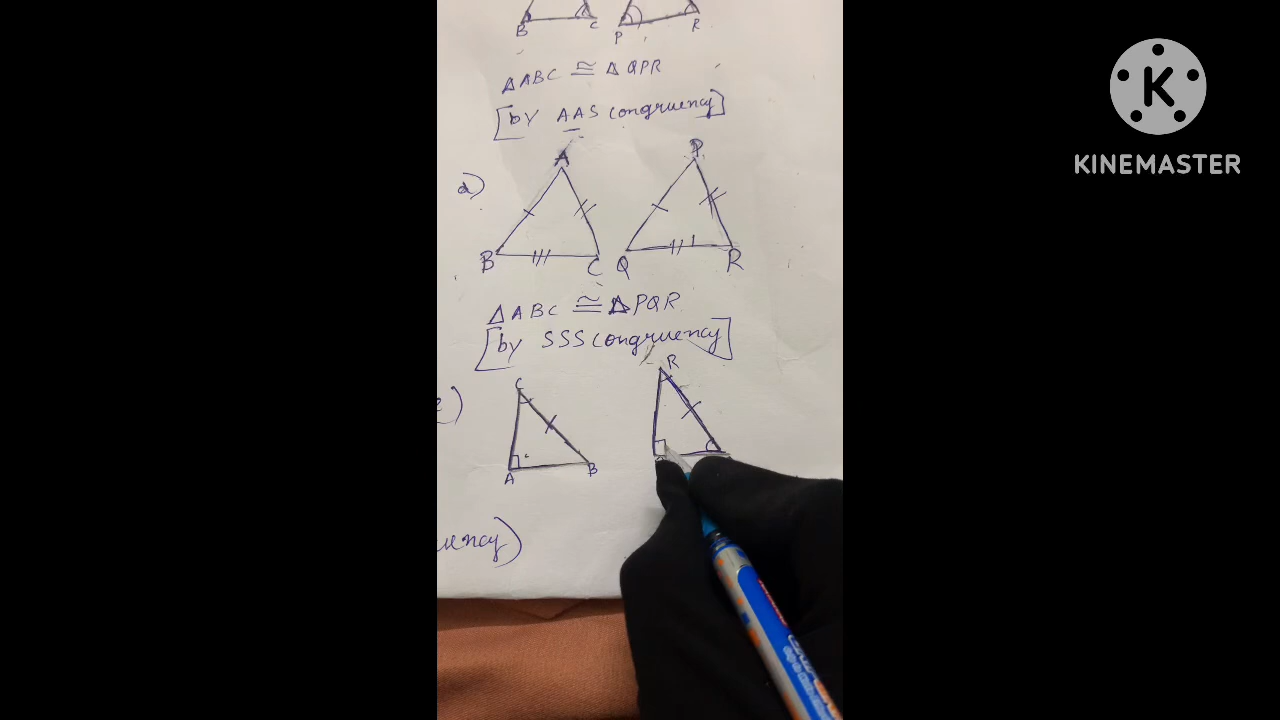 B C P R
ΔABC ≅ ΔQPR
[by AAS congruency]
d)
A P
B C Q R
ΔABC ≅ ΔPQR
[by SSS congruency]
e)
C R
A B
uency)
K
KINEMASTER